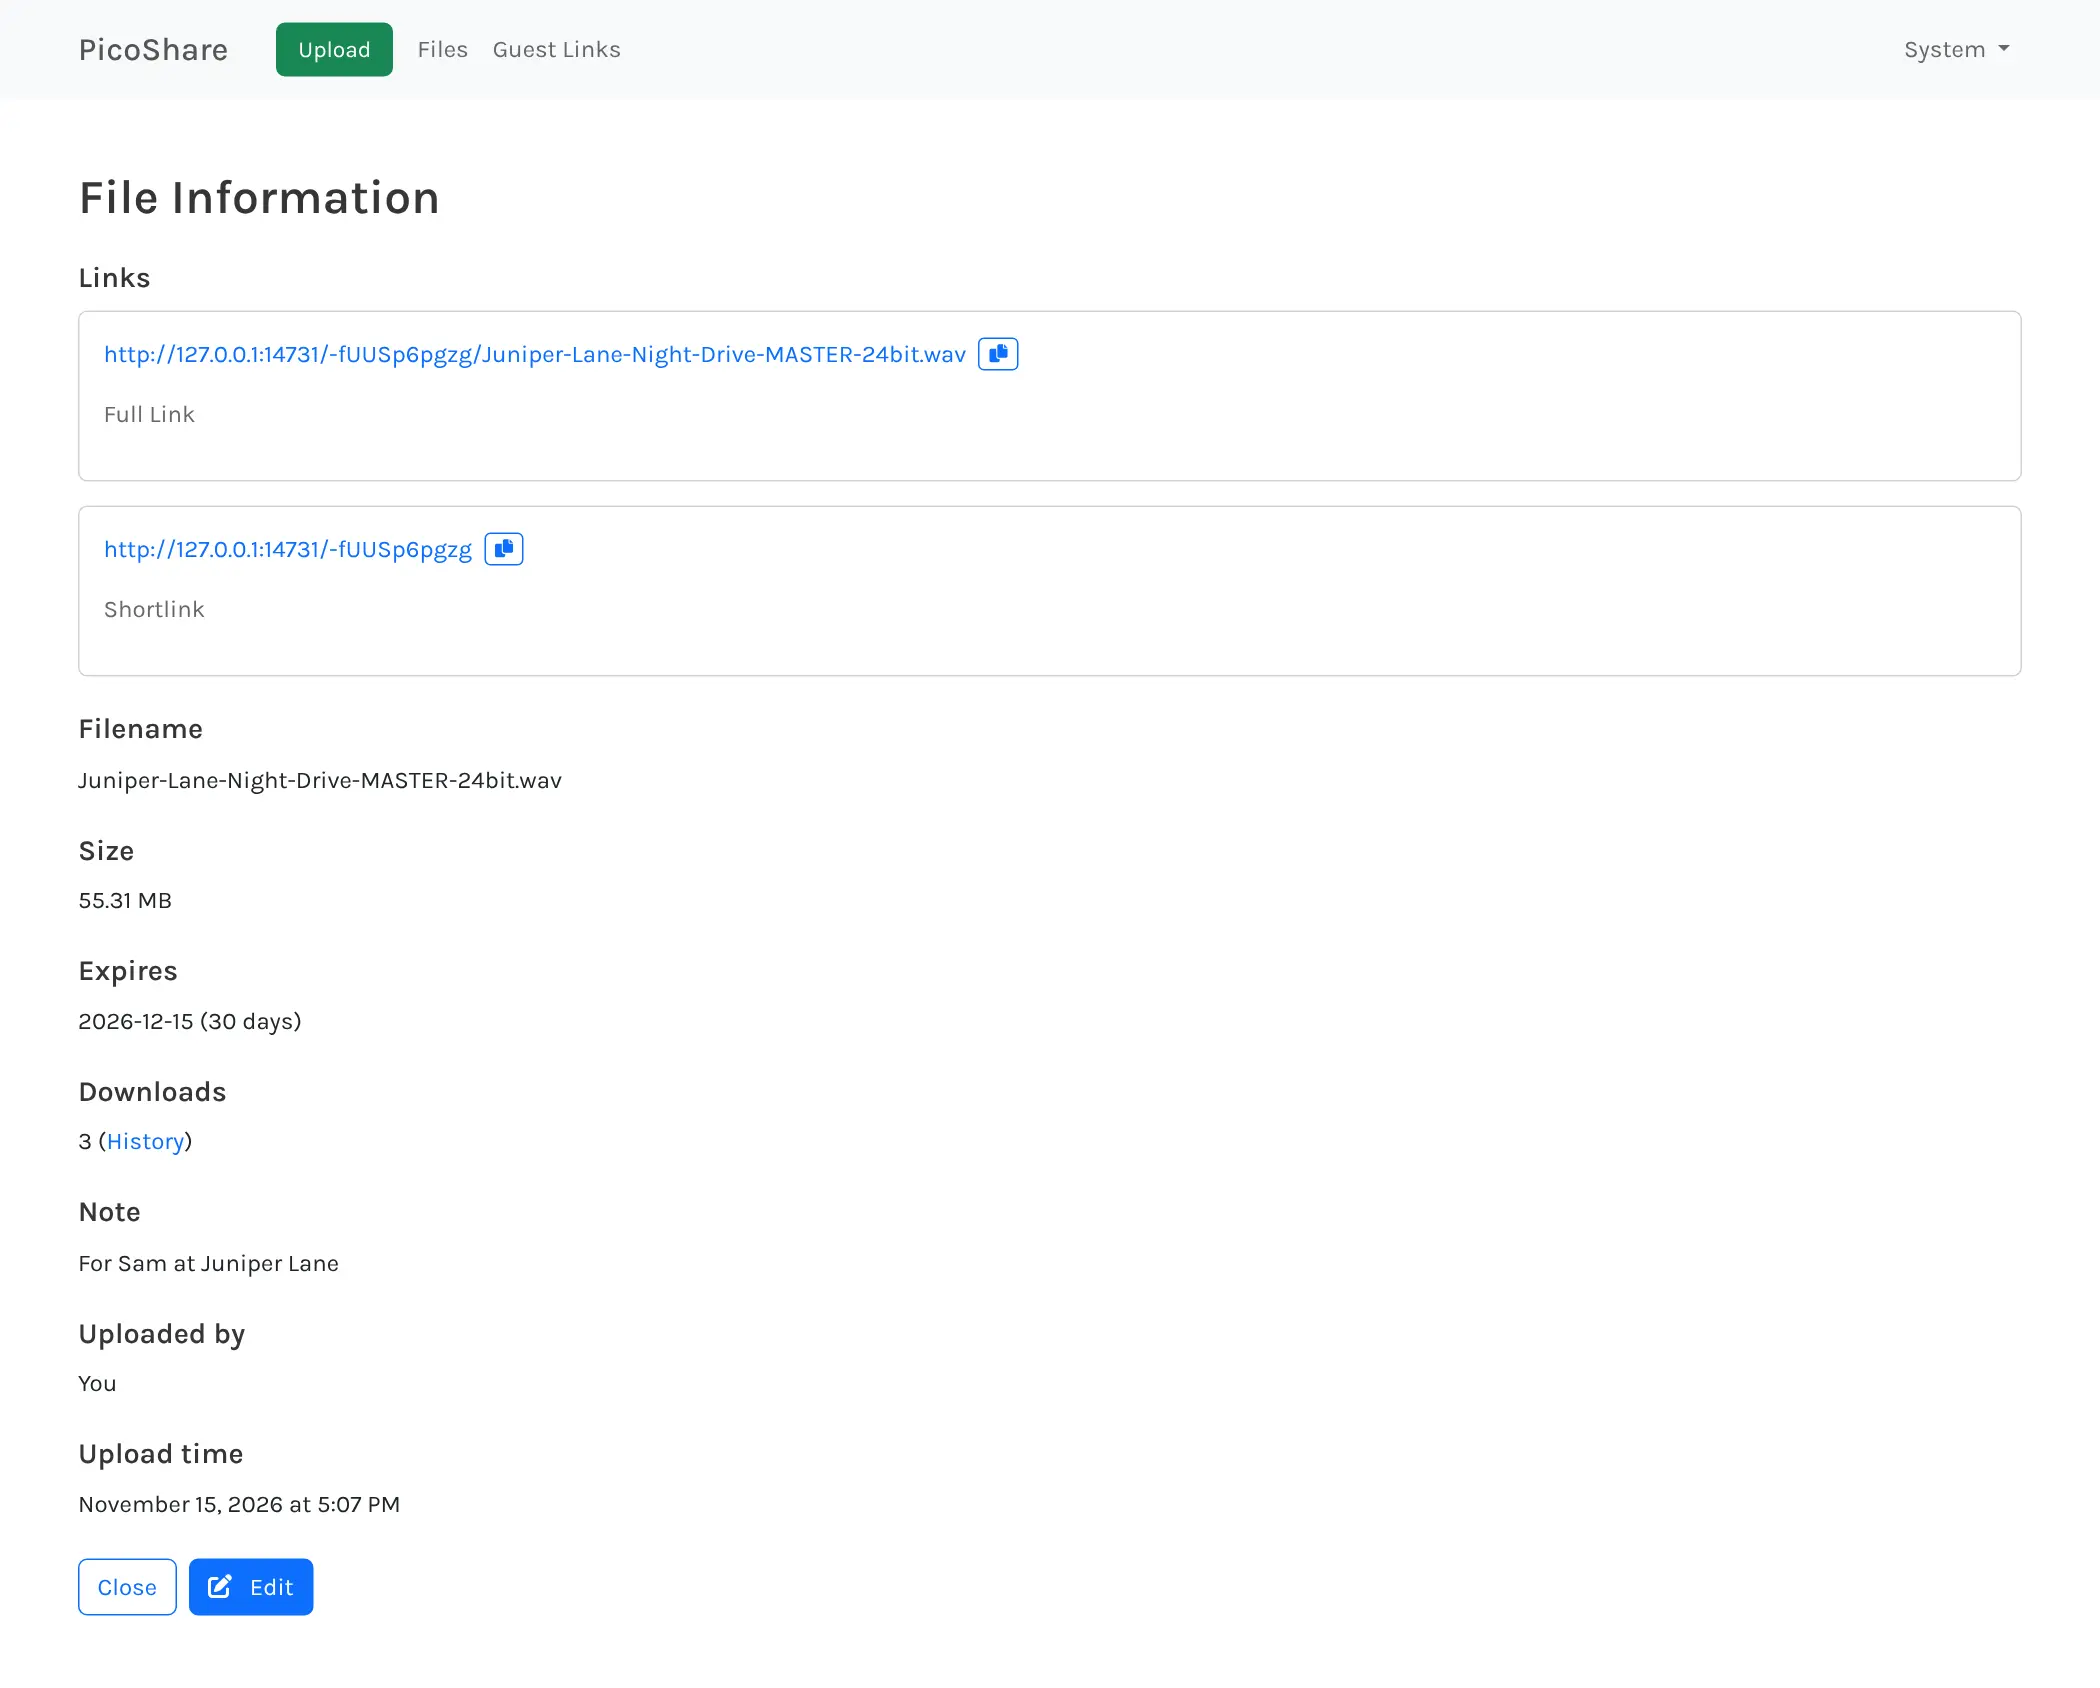 PicoShare
Upload
Files
Guest Links
System
File Information
Links
http://127.0.0.1:14731/-fUUSp6pgzg/Juniper-Lane-Night-Drive-MASTER-24bit.wav
Full Link
http://127.0.0.1:14731/-fUUSp6pgzg
Shortlink
Filename
Juniper-Lane-Night-Drive-MASTER-24bit.wav
Size
55.31 MB
Expires
2026-12-15 (30 days)
Downloads
3 (History)
Note
For Sam at Juniper Lane
Uploaded by
You
Upload time
November 15, 2026 at 5:07 PM
Close
Edit